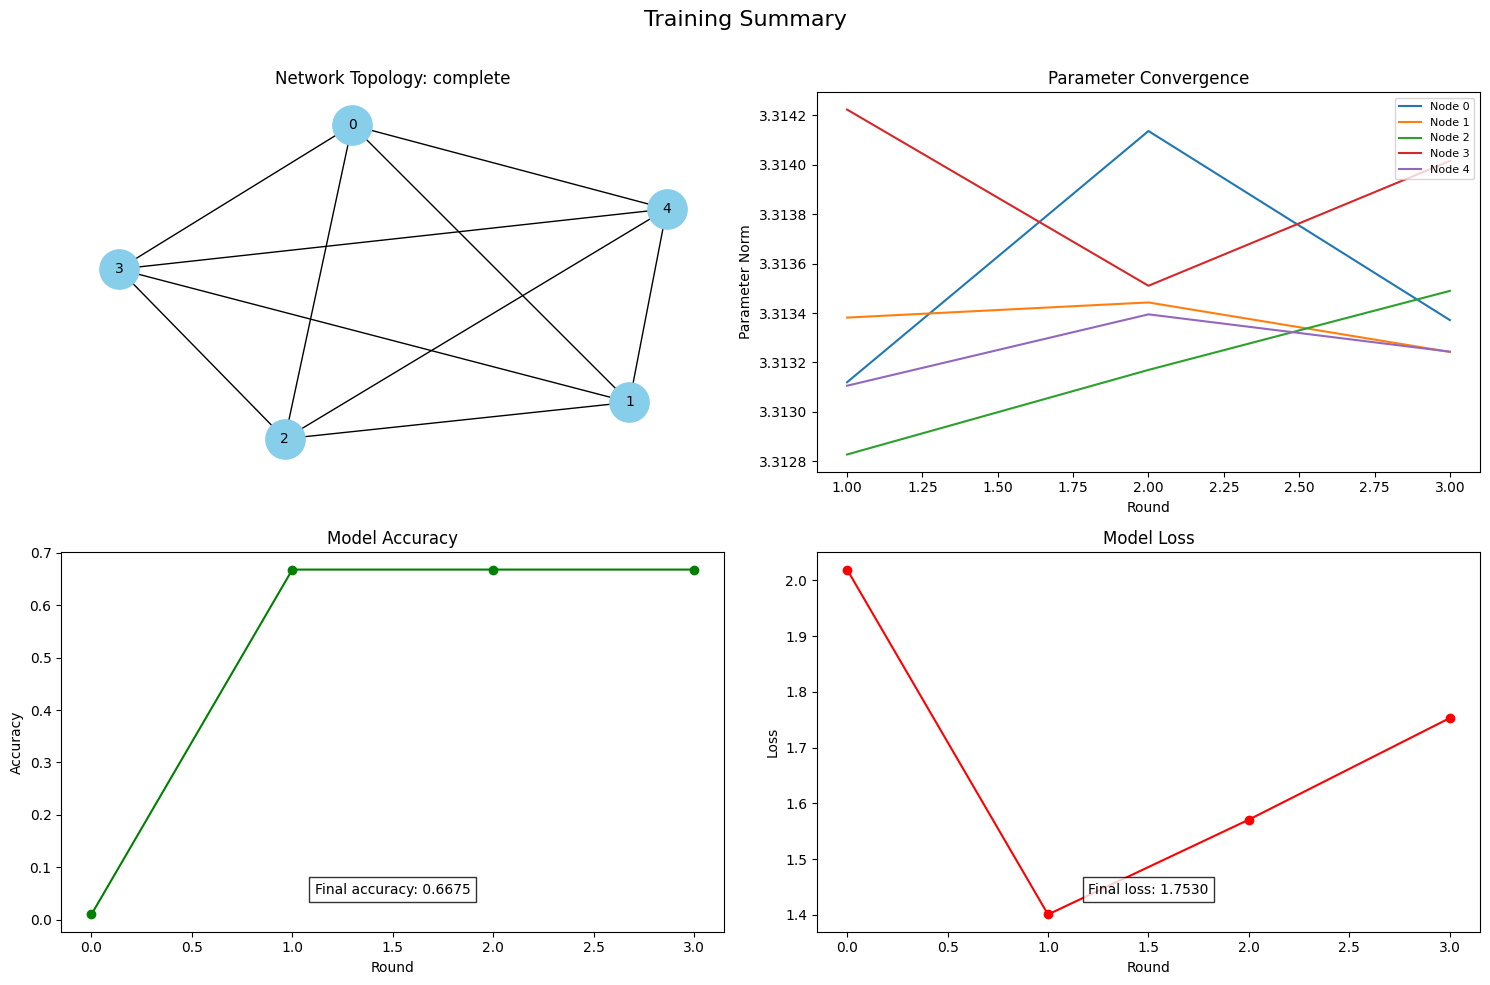 Training Summary
Network Topology: complete
0
4
3
1
2
Parameter Convergence
3.3142
3.3140
3.3138
3.3136
3.3134
3.3132
3.3130
3.3128
Parameter Norm
Node 0
Node 1
Node 2
Node 3
Node 4
1.00 1.25 1.50 1.75 2.00 2.25 2.50 2.75 3.00
Round
Model Accuracy
0.7
0.6
0.5
0.4
0.3
0.2
0.1
0.0
Accuracy
Final accuracy: 0.6675
0.0 0.5 1.0 1.5 2.0 2.5 3.0
Round
Model Loss
2.0
1.9
1.8
1.7
1.6
1.5
1.4
Loss
Final loss: 1.7530
0.0 0.5 1.0 1.5 2.0 2.5 3.0
Round